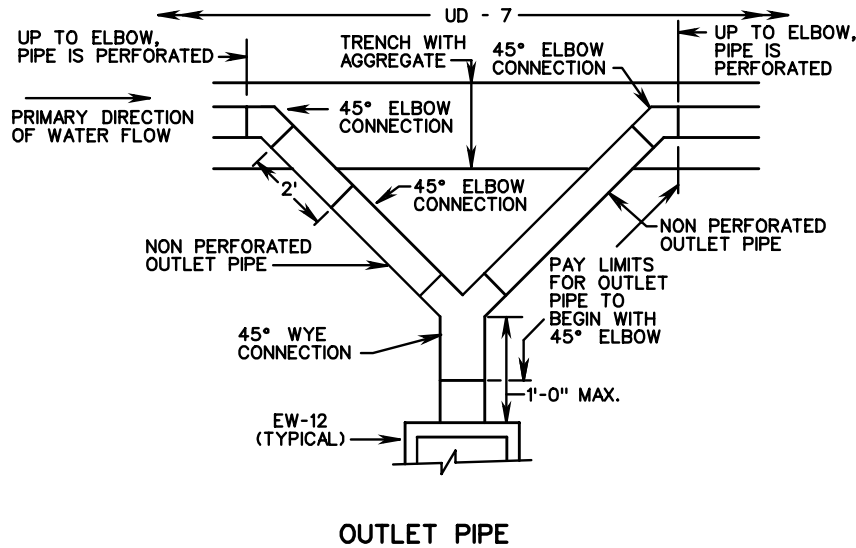 UD - 7
UP TO ELBOW,
PIPE IS PERFORATED
TRENCH WITH
AGGREGATE
45° ELBOW
CONNECTION
UP TO ELBOW,
PIPE IS
PERFORATED
PRIMARY DIRECTION
OF WATER FLOW
45° ELBOW
CONNECTION
2'
45° ELBOW
CONNECTION
NON PERFORATED
OUTLET PIPE
NON PERFORATED
OUTLET PIPE
PAY LIMITS
FOR OUTLET
PIPE TO
BEGIN WITH
45° ELBOW
45° WYE
CONNECTION
1'-0" MAX.
EW-12
(TYPICAL)
OUTLET PIPE